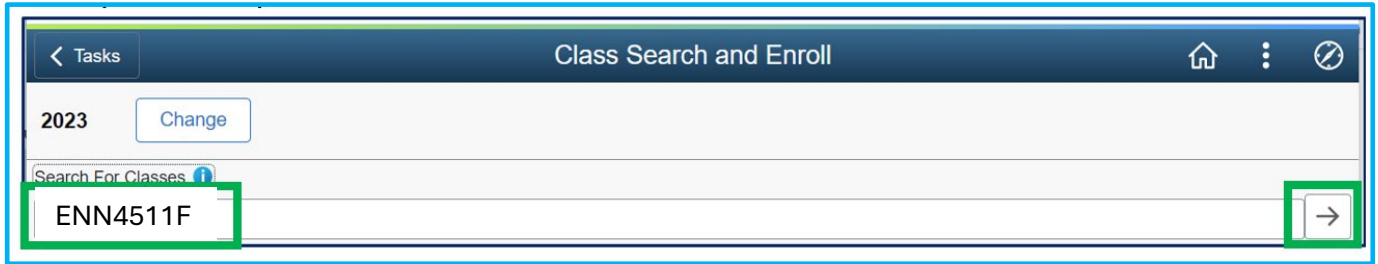 Tasks
Class Search and Enroll
2023
Change
Search For Classes
ENN4511F